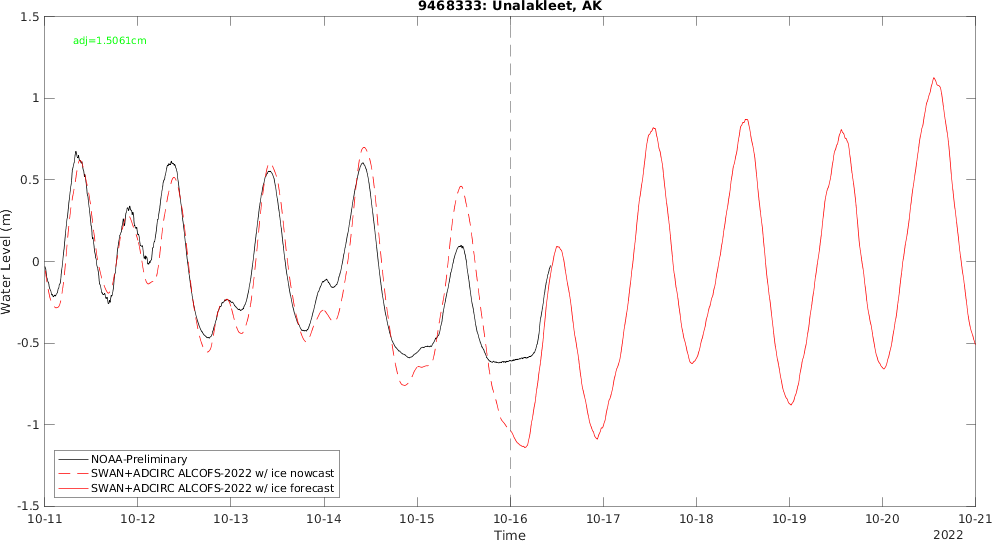 9468333: Unalakleet, AK
adj=1.5061cm
Water Level (m)
1.5
1
0.5
0
-0.5
-1
-1.5
NOAA-Preliminary
SWAN+ADCIRC ALCOFS-2022 w/ ice nowcast
SWAN+ADCIRC ALCOFS-2022 w/ ice forecast
10-11 10-12 10-13 10-14 10-15 10-16 10-17 10-18 10-19 10-20 10-21
Time
2022